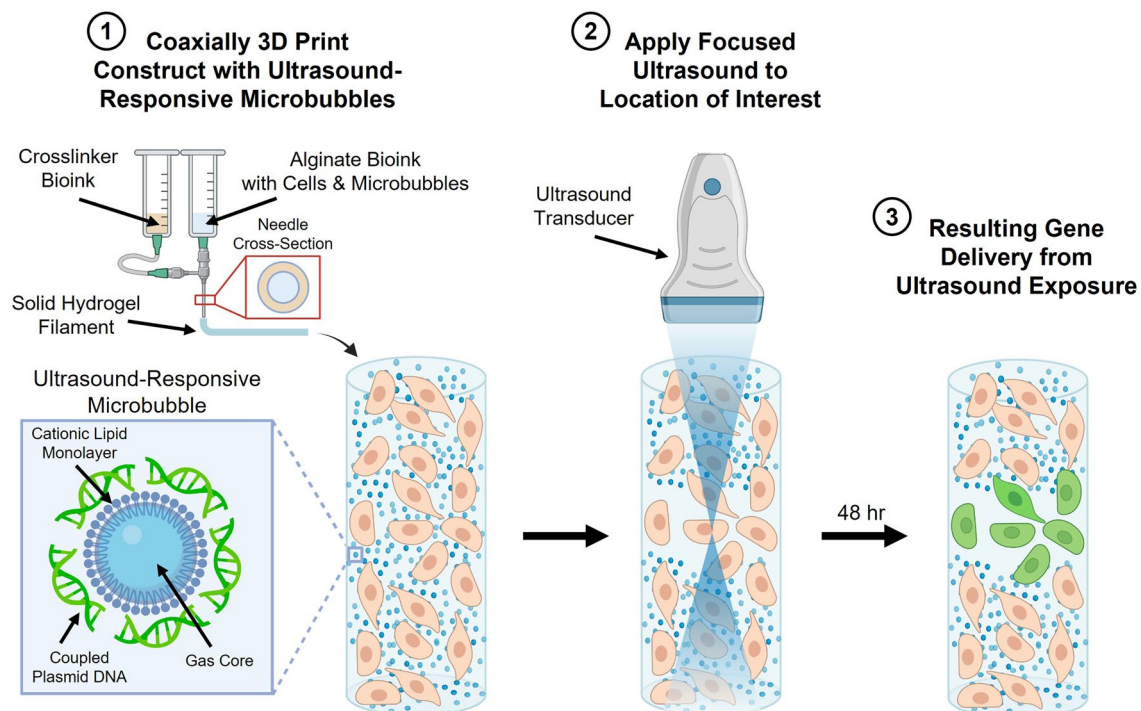 1
Coaxially 3D Print
Construct with Ultrasound-
Responsive Microbubbles
Crosslinker
Bioink
Alginate Bioink
with Cells & Microbubbles
Needle
Cross-Section
Solid Hydrogel
Filament
Ultrasound-Responsive
Microbubble
Cationic Lipid
Monolayer
Coupled
Plasmid DNA
Gas Core
2
Apply Focused
Ultrasound to
Location of Interest
Ultrasound
Transducer
48 hr
3
Resulting Gene
Delivery from
Ultrasound Exposure